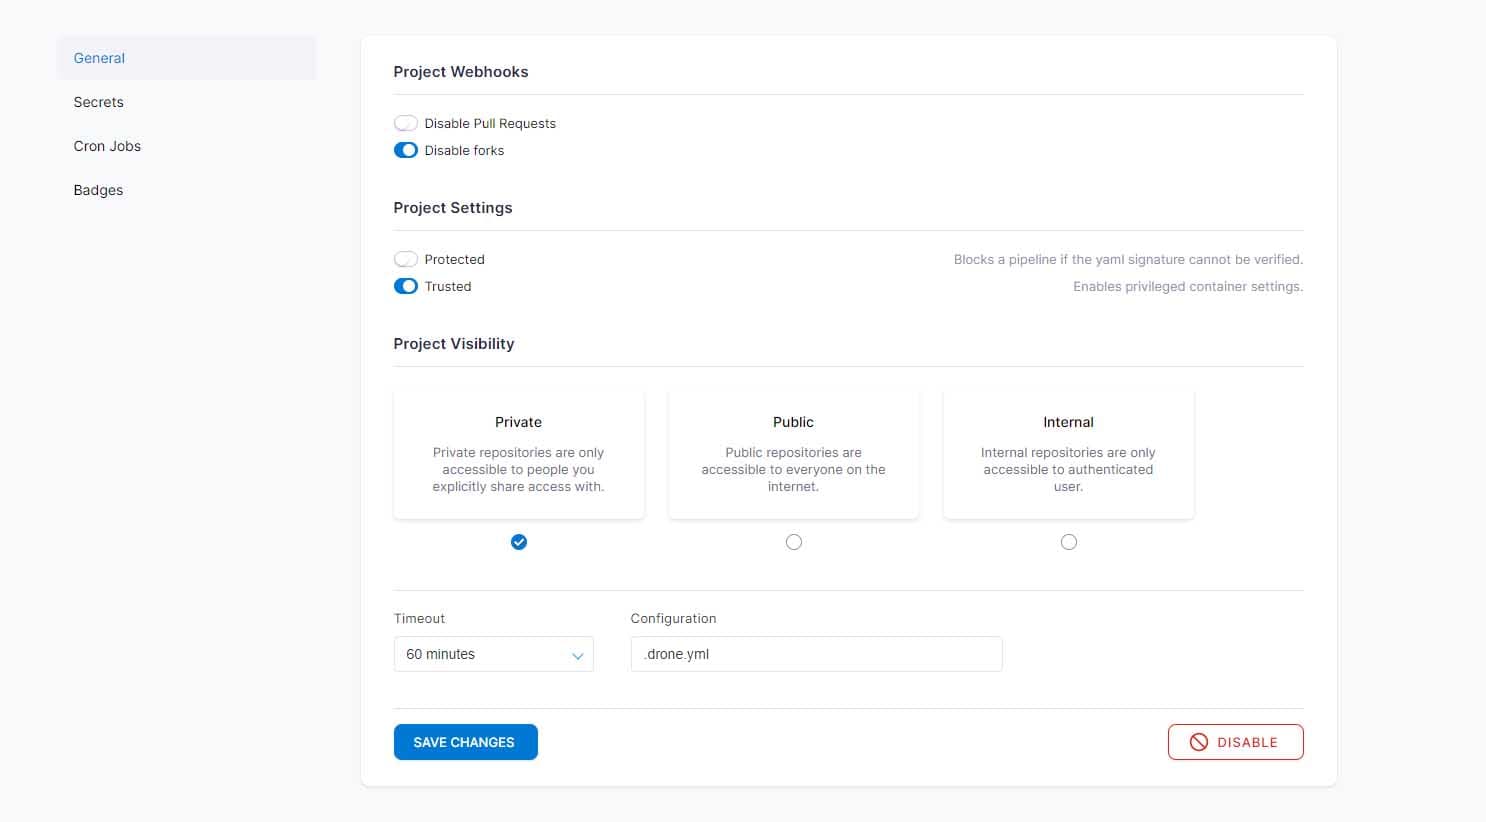 General
Secrets
Cron Jobs
Badges
Project Webhooks
Disable Pull Requests
Disable forks
Project Settings
Protected
Blocks a pipeline if the yaml signature cannot be verified.
Trusted
Enables privileged container settings.
Project Visibility
Private
Private repositories are only
accessible to people you
explicitly share access with.
Public
Public repositories are
accessible to everyone on the
internet.
Internal
Internal repositories are only
accessible to authenticated
user.
Timeout
60 minutes
Configuration
.drone.yml
SAVE CHANGES
DISABLE